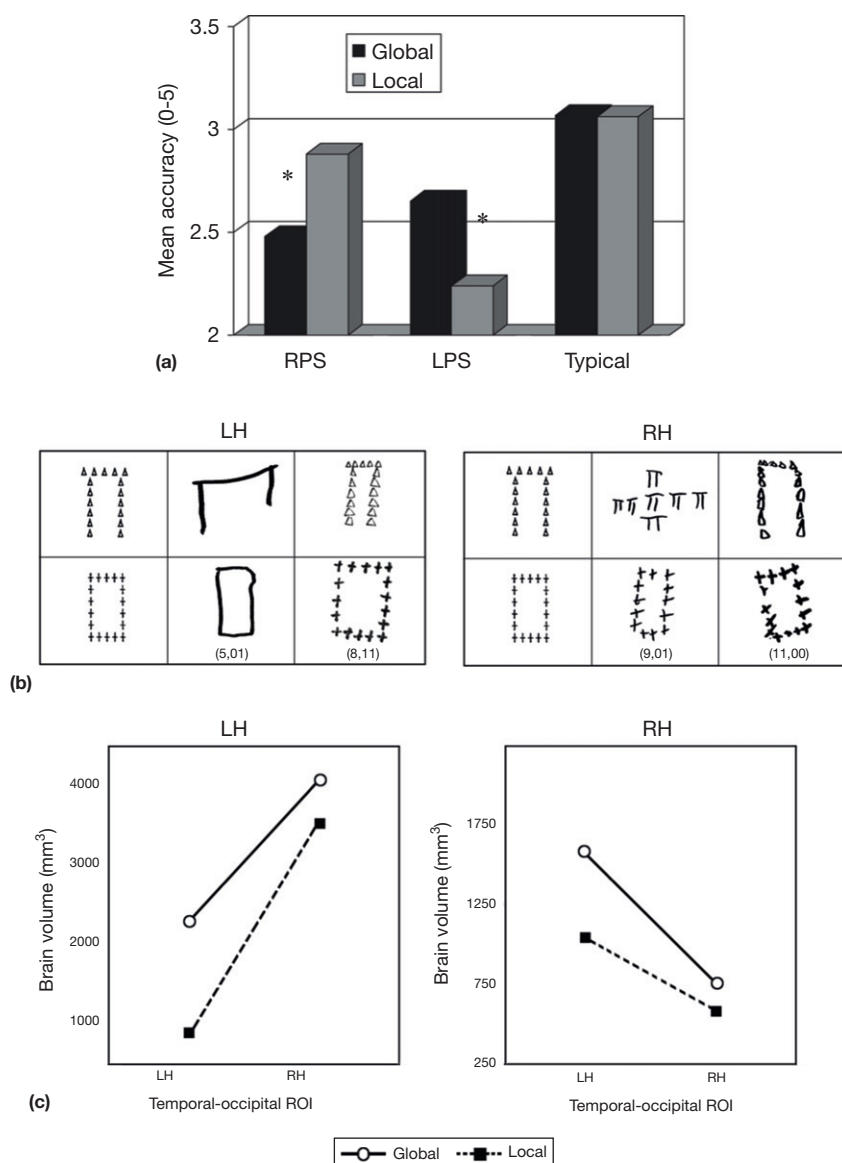 3.5
Global
Local
3
2.5
2
Mean accuracy (0-5)
*
*
(a)
RPS
LPS
Typical
LH
RH
(5,01)
(8,11)
(9,01)
(11,00)
(b)
LH
4000
3000
2000
1000
Brain volume (mm³)
LH
RH
Temporal-occipital ROI
RH
1750
1250
750
250
Brain volume (mm³)
LH
RH
Temporal-occipital ROI
(c)
Global
Local